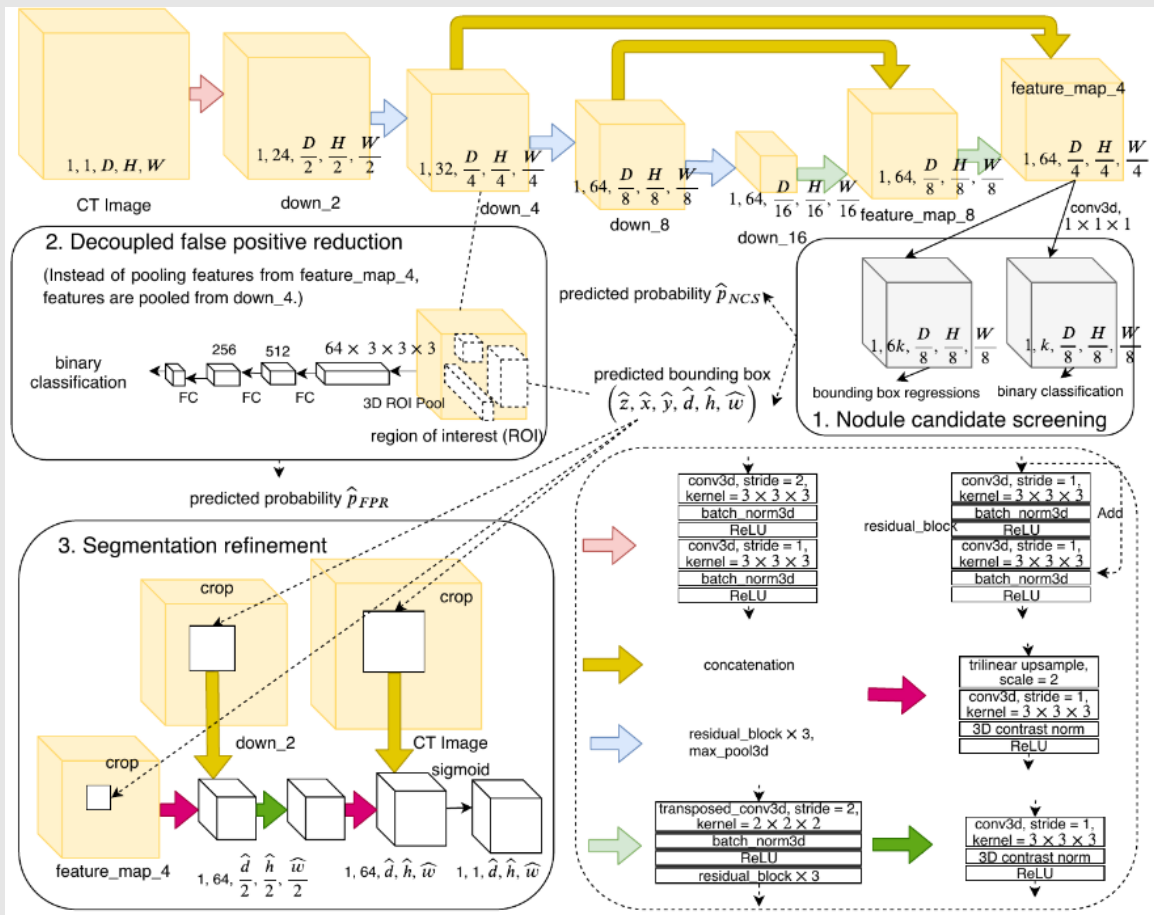 1, 1, D, H, W
CT Image
1, 24, D/2, H/2, W/2
down_2
1, 32, D/4, H/4, W/4
down_4
1, 64, D/8, H/8, W/8
down_8
1, 64, D/16, H/16, W/16
down_16
1, 64, D/8, H/8, W/8
feature_map_8
feature_map_4
1, 64, D/4, H/4, W/4
conv3d,
1 × 1 × 1
2. Decoupled false positive reduction
(Instead of pooling features from feature_map_4,
features are pooled from down_4.)
binary
classification
FC
256
FC
512
FC
64 × 3 × 3 × 3
3D ROI Pool
region of interest (ROI)
predicted probability p̂_FPR
predicted probability p̂_NCS
predicted bounding box
(ẑ, x̂, ŷ, d̂, ĥ, ŵ)
1, 6k, D/8, H/8, W/8
bounding box regressions
1, k, D/8, H/8, W/8
binary classification
1. Nodule candidate screening
3. Segmentation refinement
crop
down_2
crop
CT Image
crop
feature_map_4
1, 64, d̂/2, ĥ/2, ŵ/2
1, 64, d̂, ĥ, ŵ
sigmoid
1, 1, d̂, ĥ, ŵ
conv3d, stride = 2,
kernel = 3 × 3 × 3
batch_norm3d
ReLU
conv3d, stride = 1,
kernel = 3 × 3 × 3
batch_norm3d
ReLU
residual_block
conv3d, stride = 1,
kernel = 3 × 3 × 3
batch_norm3d
ReLU
conv3d, stride = 1,
kernel = 3 × 3 × 3
batch_norm3d
ReLU
Add
concatenation
trilinear upsample,
scale = 2
conv3d, stride = 1,
kernel = 3 × 3 × 3
3D contrast norm
ReLU
residual_block × 3,
max_pool3d
transposed_conv3d, stride = 2,
kernel = 2 × 2 × 2
batch_norm3d
ReLU
residual_block × 3
conv3d, stride = 1,
kernel = 3 × 3 × 3
3D contrast norm
ReLU